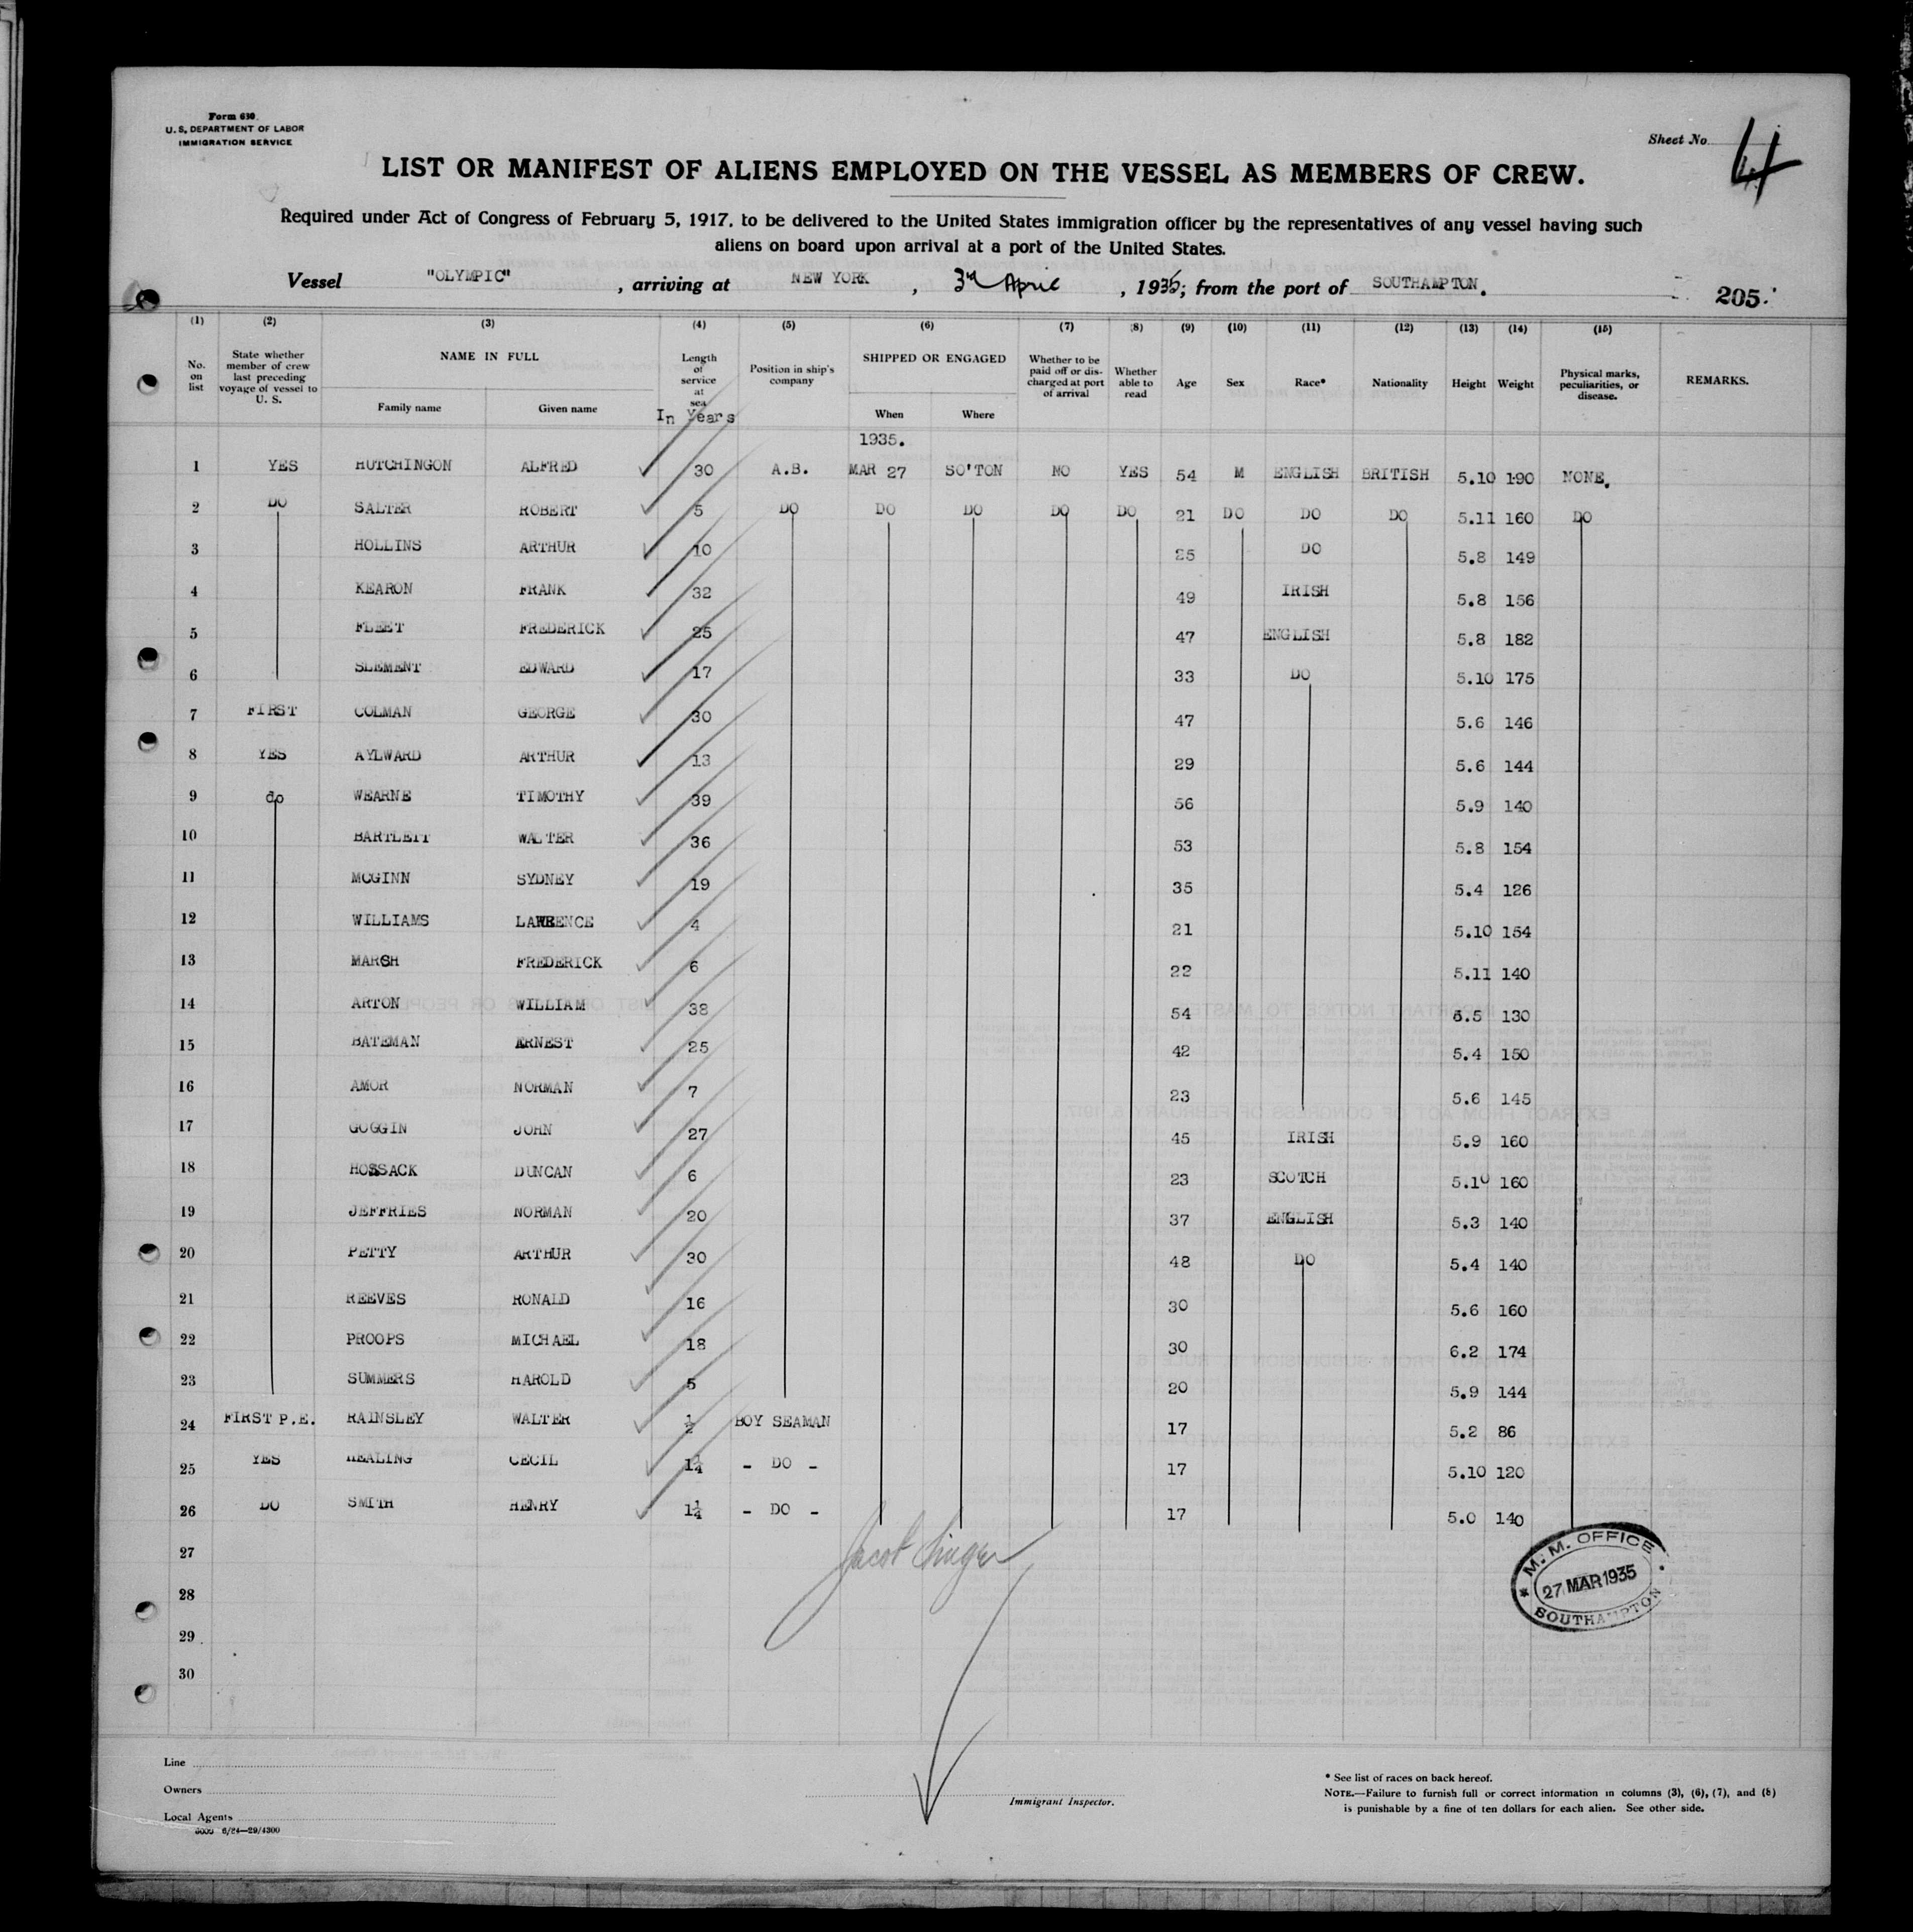 Form 630
U. S. DEPARTMENT OF LABOR
IMMIGRATION SERVICE
Sheet No. 4
LIST OR MANIFEST OF ALIENS EMPLOYED ON THE VESSEL AS MEMBERS OF CREW.
Required under Act of Congress of February 5, 1917, to be delivered to the United States immigration officer by the representatives of any vessel having such
aliens on board upon arrival at a port of the United States.
Vessel "OLYMPIC", arriving at NEW YORK, 3rd April, 1935; from the port of SOUTHAMPTON.
205.
(1) (2) (3) (4) (5) (6) (7) (8) (9) (10) (11) (12) (13) (14) (15)
No. on list
State whether member of crew last preceding voyage of vessel to U. S.
NAME IN FULL
Family name Given name
Length of service at sea
In Years
Position in ship's company
SHIPPED OR ENGAGED
When Where
Whether to be paid off or discharged at port of arrival
Whether able to read
Age Sex Race* Nationality Height Weight
Physical marks, peculiarities, or disease.
REMARKS.
1935.
1 YES HUTCHINGON ALFRED 30 A.B. MAR 27 SO'TON NO YES 54 M ENGLISH BRITISH 5.10 190 NONE.
2 DO SALTER ROBERT 5 DO DO DO DO DO 21 DO DO DO 5.11 160 DO
3 HOLLINS ARTHUR 10 25 DO 5.8 149
4 KEARON FRANK 32 49 IRISH 5.8 156
5 FLEET FREDERICK 25 47 ENGLISH 5.8 182
6 SLEMENT EDWARD 17 33 DO 5.10 175
7 FIRST COLMAN GEORGE 30 47 5.6 146
8 YES AYLWARD ARTHUR 13 29 5.6 144
9 do WEARNE TIMOTHY 39 56 5.9 140
10 BARTLETT WALTER 36 53 5.8 154
11 MCGINN SYDNEY 19 35 5.4 126
12 WILLIAMS LAWRENCE 4 21 5.10 154
13 MARSH FREDERICK 6 22 5.11 140
14 ARTON WILLIAM 38 54 5.5 130
15 BATEMAN ERNEST 25 42 5.4 150
16 AMOR NORMAN 7 23 5.6 145
17 GOGGIN JOHN 27 45 IRISH 5.9 160
18 HOSSACK DUNCAN 6 23 SCOTCH 5.10 160
19 JEFFRIES NORMAN 20 37 ENGLISH 5.3 140
20 PETTY ARTHUR 30 48 DO 5.4 140
21 REEVES RONALD 16 30 5.6 160
22 PROOPS MICHAEL 18 30 6.2 174
23 SUMMERS HAROLD 5 20 5.9 144
24 FIRST P.E. RAINSLEY WALTER ½ BOY SEAMAN 17 5.2 86
25 YES HEALING CECIL 1¼ - DO - 17 5.10 120
26 DO SMITH HENRY 1¼ - DO - 17 5.0 140
27
28
29
30
Jacob Singer
M. M. OFFICE
27 MAR 1935
SOUTHAMPTON
Line
Owners
Local Agents
Immigrant Inspector.
* See list of races on back hereof.
NOTE.—Failure to furnish full or correct information in columns (3), (6), (7), and (8)
is punishable by a fine of ten dollars for each alien. See other side.